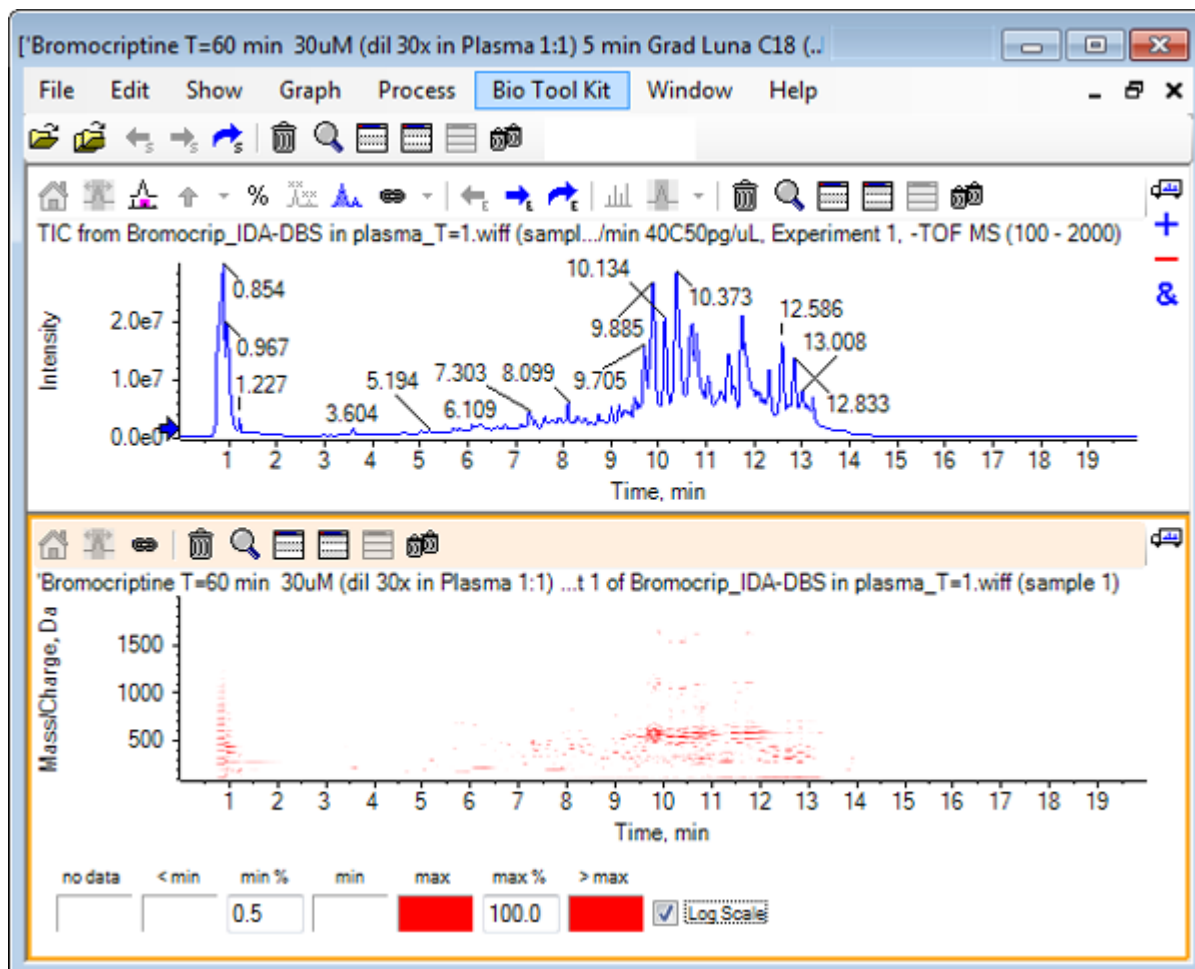 ['Bromocriptine T=60 min  30uM (dil 30x in Plasma 1:1) 5 min Grad Luna C18 (..
File Edit Show Graph Process Bio Tool Kit Window Help
%
TIC from Bromocrip_IDA-DBS in plasma_T=1.wiff (sampl.../min 40C50pg/uL, Experiment 1, -TOF MS (100 - 2000)
&
Intensity
2.0e7
1.0e7
0.0e0
0.854
0.967
1.227
3.604
5.194
6.109
7.303
8.099
9.705
9.885
10.134
10.373
12.586
13.008
12.833
1 2 3 4 5 6 7 8 9 10 11 12 13 14 15 16 17 18 19
Time, min
'Bromocriptine T=60 min  30uM (dil 30x in Plasma 1:1) ...t 1 of Bromocrip_IDA-DBS in plasma_T=1.wiff (sample 1)
Mass/Charge, Da
1500
1000
500
1 2 3 4 5 6 7 8 9 10 11 12 13 14 15 16 17 18 19
Time, min
no data < min min % min max max % > max
0.5 100.0 Log Scale